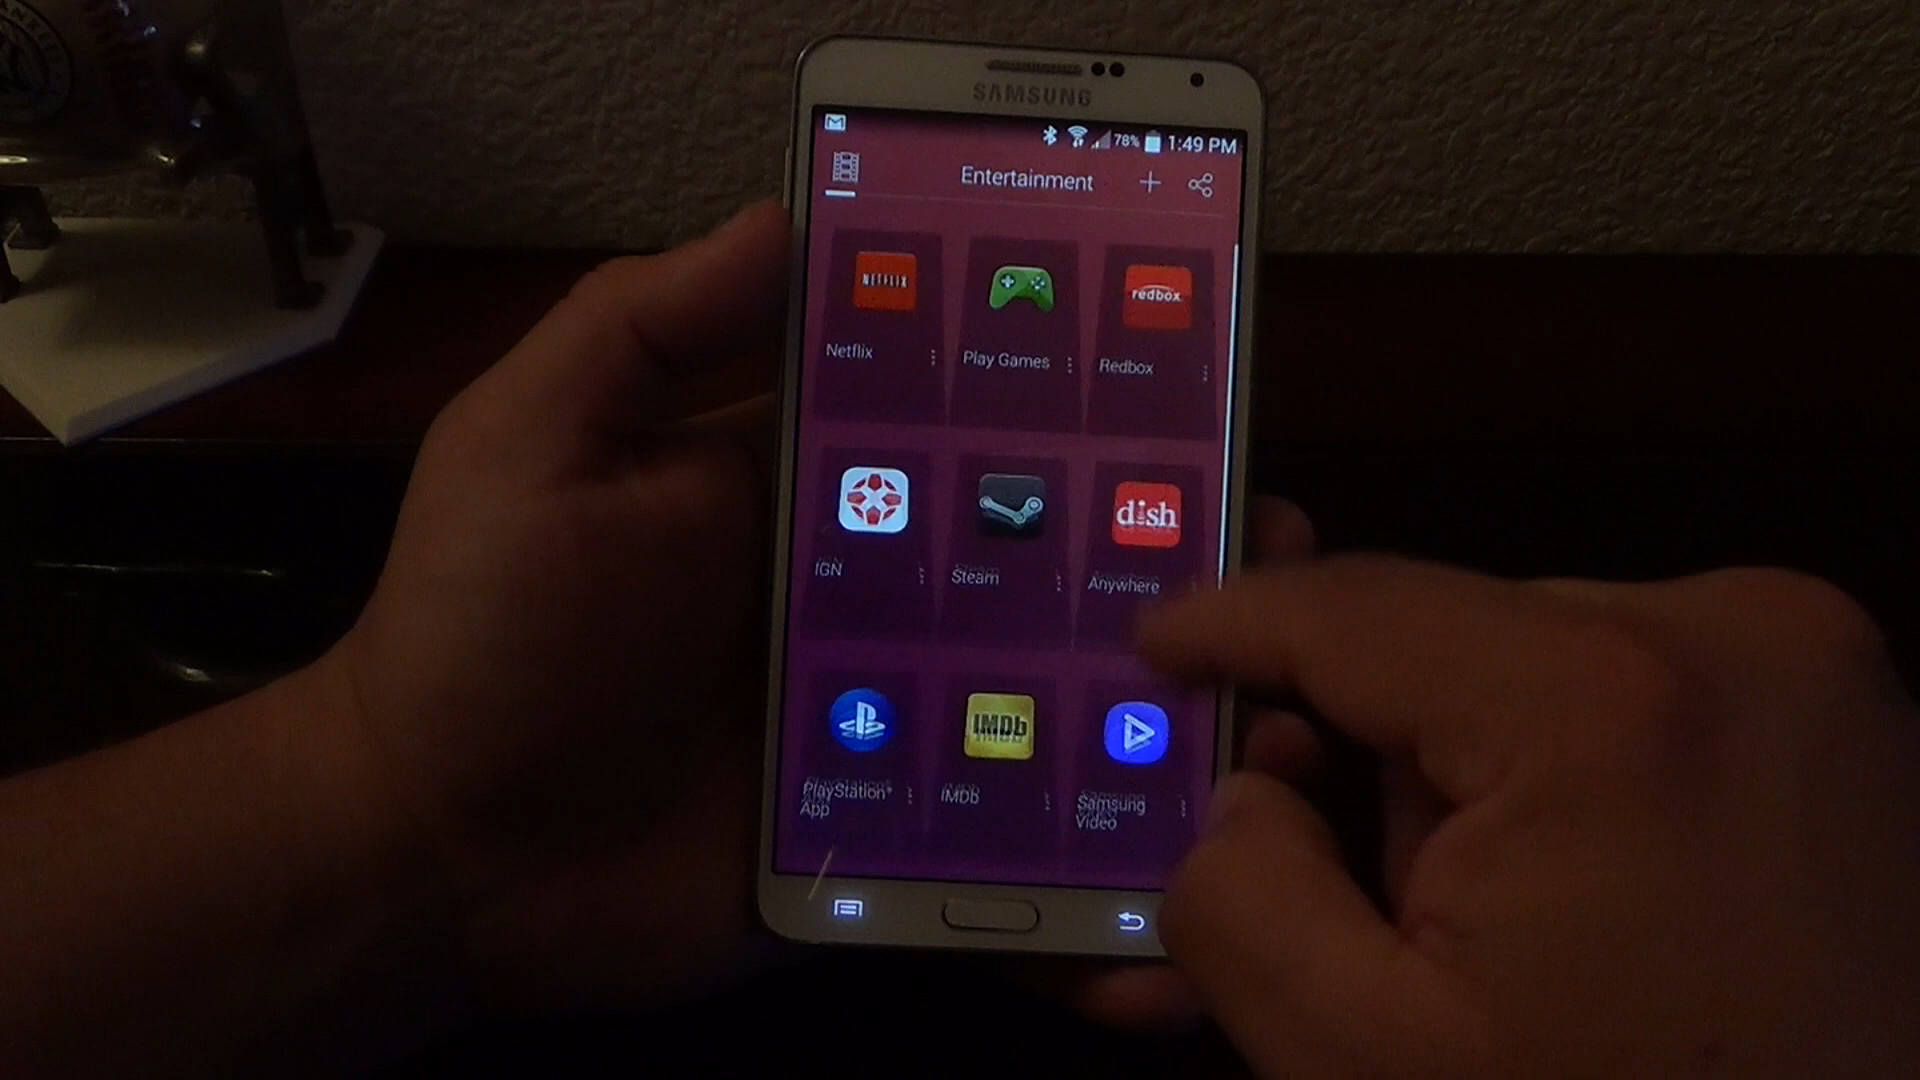 SAMSUNG
78% 1:49 PM
Entertainment
NETFLIX
redbox
Netflix
Play Games
Redbox
dish
IGN
Steam
Anywhere
IMDb
PlayStation®
App
IMDb
Samsung
Video